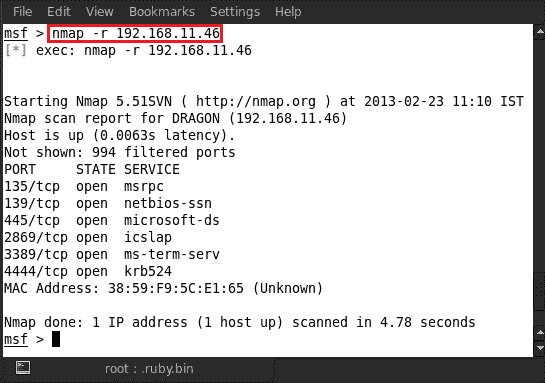 File Edit View Bookmarks Settings Help
msf > nmap -r 192.168.11.46
[*] exec: nmap -r 192.168.11.46
Starting Nmap 5.51SVN ( http://nmap.org ) at 2013-02-23 11:10 IST
Nmap scan report for DRAGON (192.168.11.46)
Host is up (0.0063s latency).
Not shown: 994 filtered ports
PORT STATE SERVICE
135/tcp open msrpc
139/tcp open netbios-ssn
445/tcp open microsoft-ds
2869/tcp open icslap
3389/tcp open ms-term-serv
4444/tcp open krb524
MAC Address: 38:59:F9:5C:E1:65 (Unknown)
Nmap done: 1 IP address (1 host up) scanned in 4.78 seconds
msf >
root : .ruby.bin